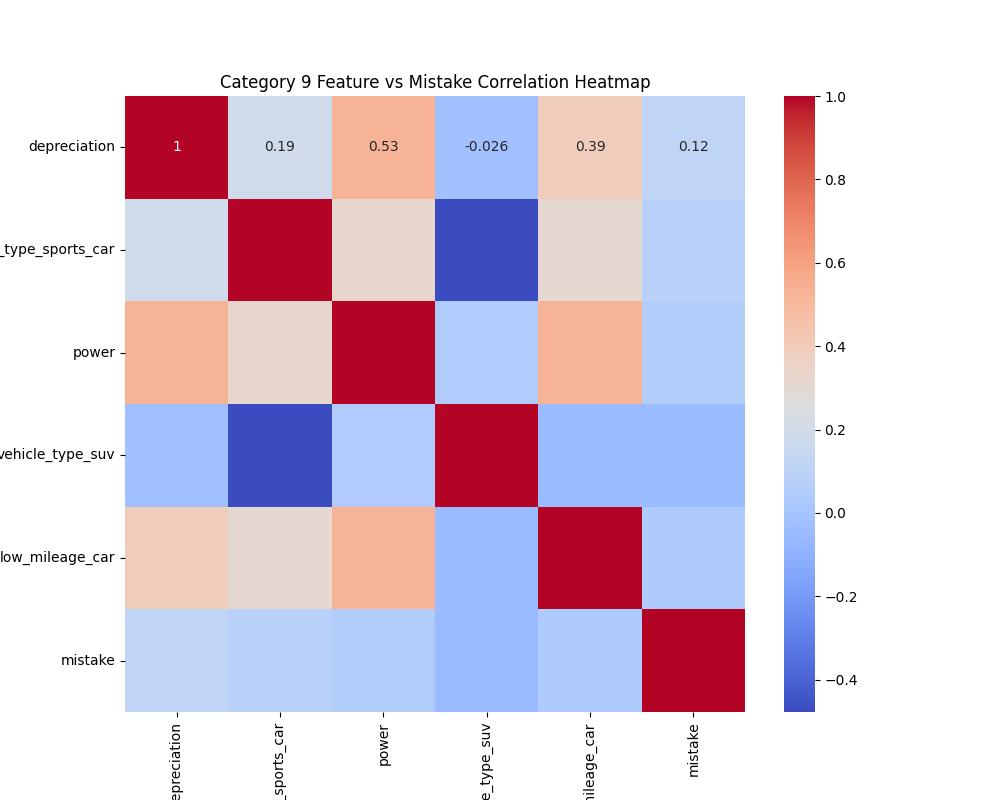 Category 9 Feature vs Mistake Correlation Heatmap
depreciation
1 0.19 0.53 -0.026 0.39 0.12
_type_sports_car
power
vehicle_type_suv
low_mileage_car
mistake
epreciation
_sports_car
power
e_type_suv
mileage_car
mistake
1.0
0.8
0.6
0.4
0.2
0.0
−0.2
−0.4